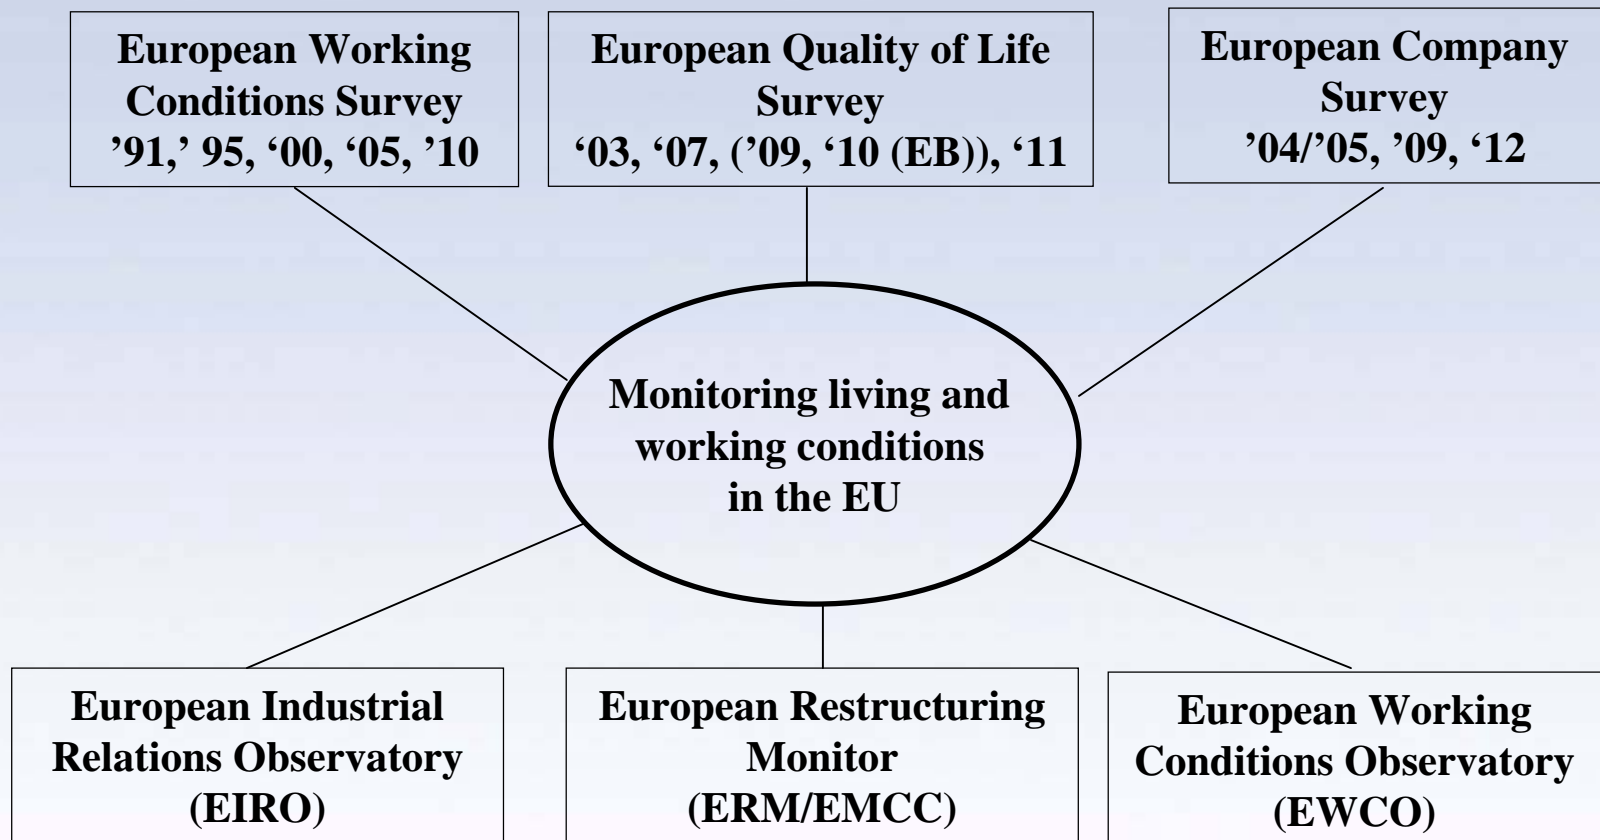 European Working
Conditions Survey
’91,’ 95, ‘00, ‘05, ’10
European Quality of Life
Survey
‘03, ‘07, (’09, ‘10 (EB)), ‘11
European Company
Survey
’04/’05, ’09, ‘12
Monitoring living and
working conditions
in the EU
European Industrial
Relations Observatory
(EIRO)
European Restructuring
Monitor
(ERM/EMCC)
European Working
Conditions Observatory
(EWCO)